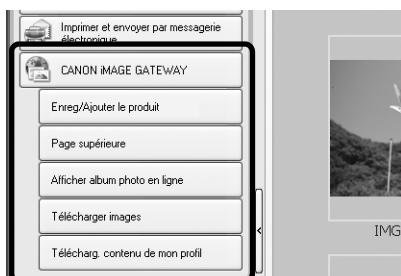 Imprimer et envoyer par messagerie
électronique
CANON iMAGE GATEWAY
Enreg/Ajouter le produit
Page supérieure
Afficher album photo en ligne
Télécharger images
Télécharg. contenu de mon profil
IMG